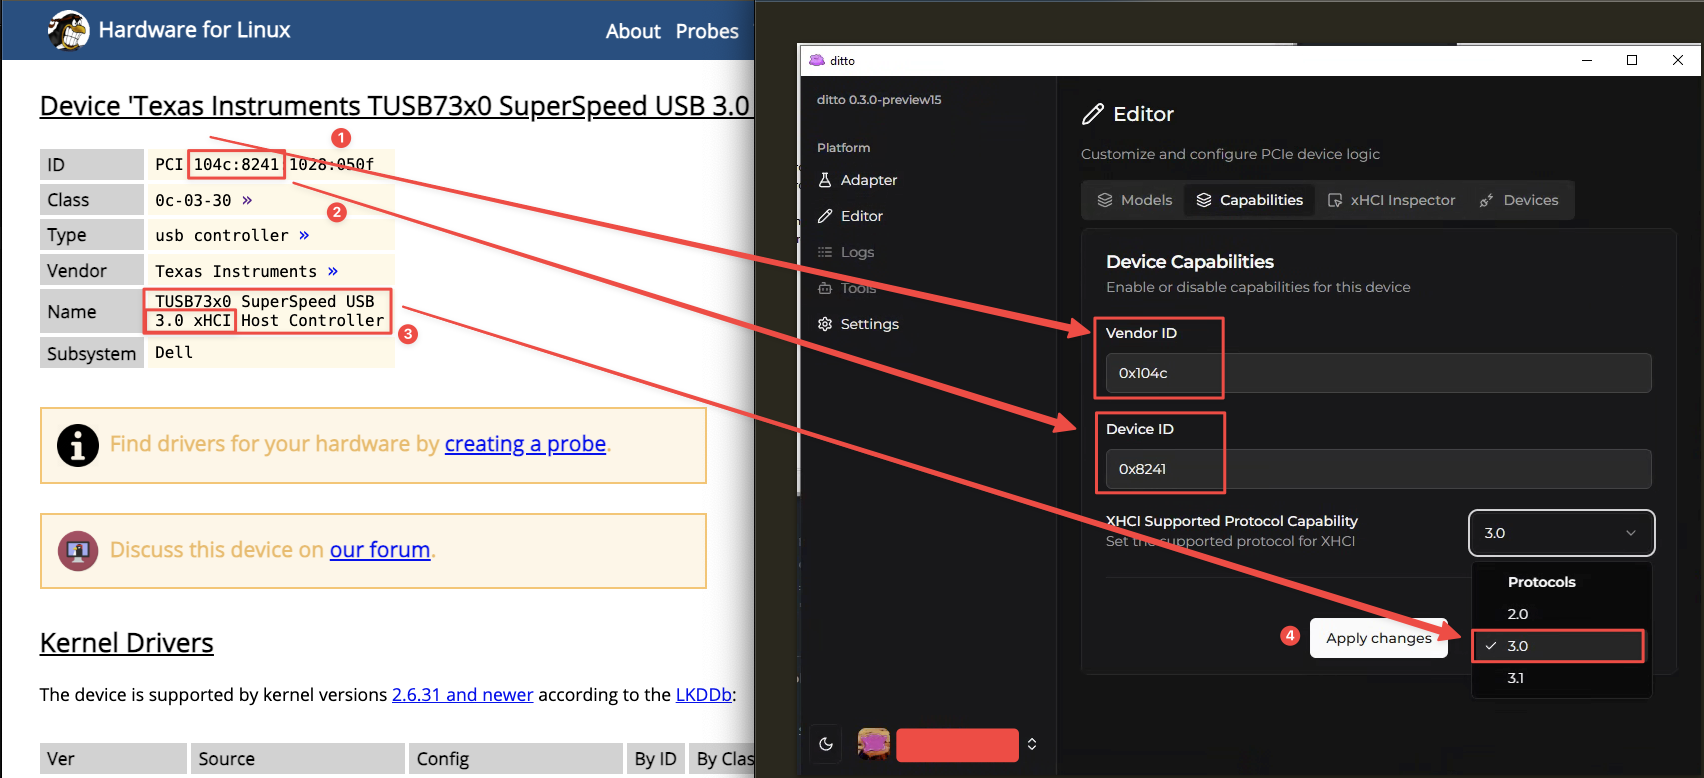 Hardware for Linux
About Probes
Device 'Texas Instruments TUSB73x0 SuperSpeed USB 3.0
1
ID PCI 104c:8241 1028:050f
Class 0c-03-30 »
2
Type usb controller »
Vendor Texas Instruments »
Name TUSB73x0 SuperSpeed USB
3.0 xHCI Host Controller
3
Subsystem Dell
Find drivers for your hardware by creating a probe.
Discuss this device on our forum.
Kernel Drivers
The device is supported by kernel versions 2.6.31 and newer according to the LKDDb:
Ver Source Config By ID By Clas
ditto
ditto 0.3.0-preview15
Platform
Adapter
Editor
Logs
Tools
Settings
Editor
Customize and configure PCIe device logic
Models Capabilities xHCI Inspector Devices
Device Capabilities
Enable or disable capabilities for this device
Vendor ID
0x104c
Device ID
0x8241
XHCI Supported Protocol Capability
Set the supported protocol for XHCI
3.0
Protocols
2.0
3.0
3.1
4
Apply changes